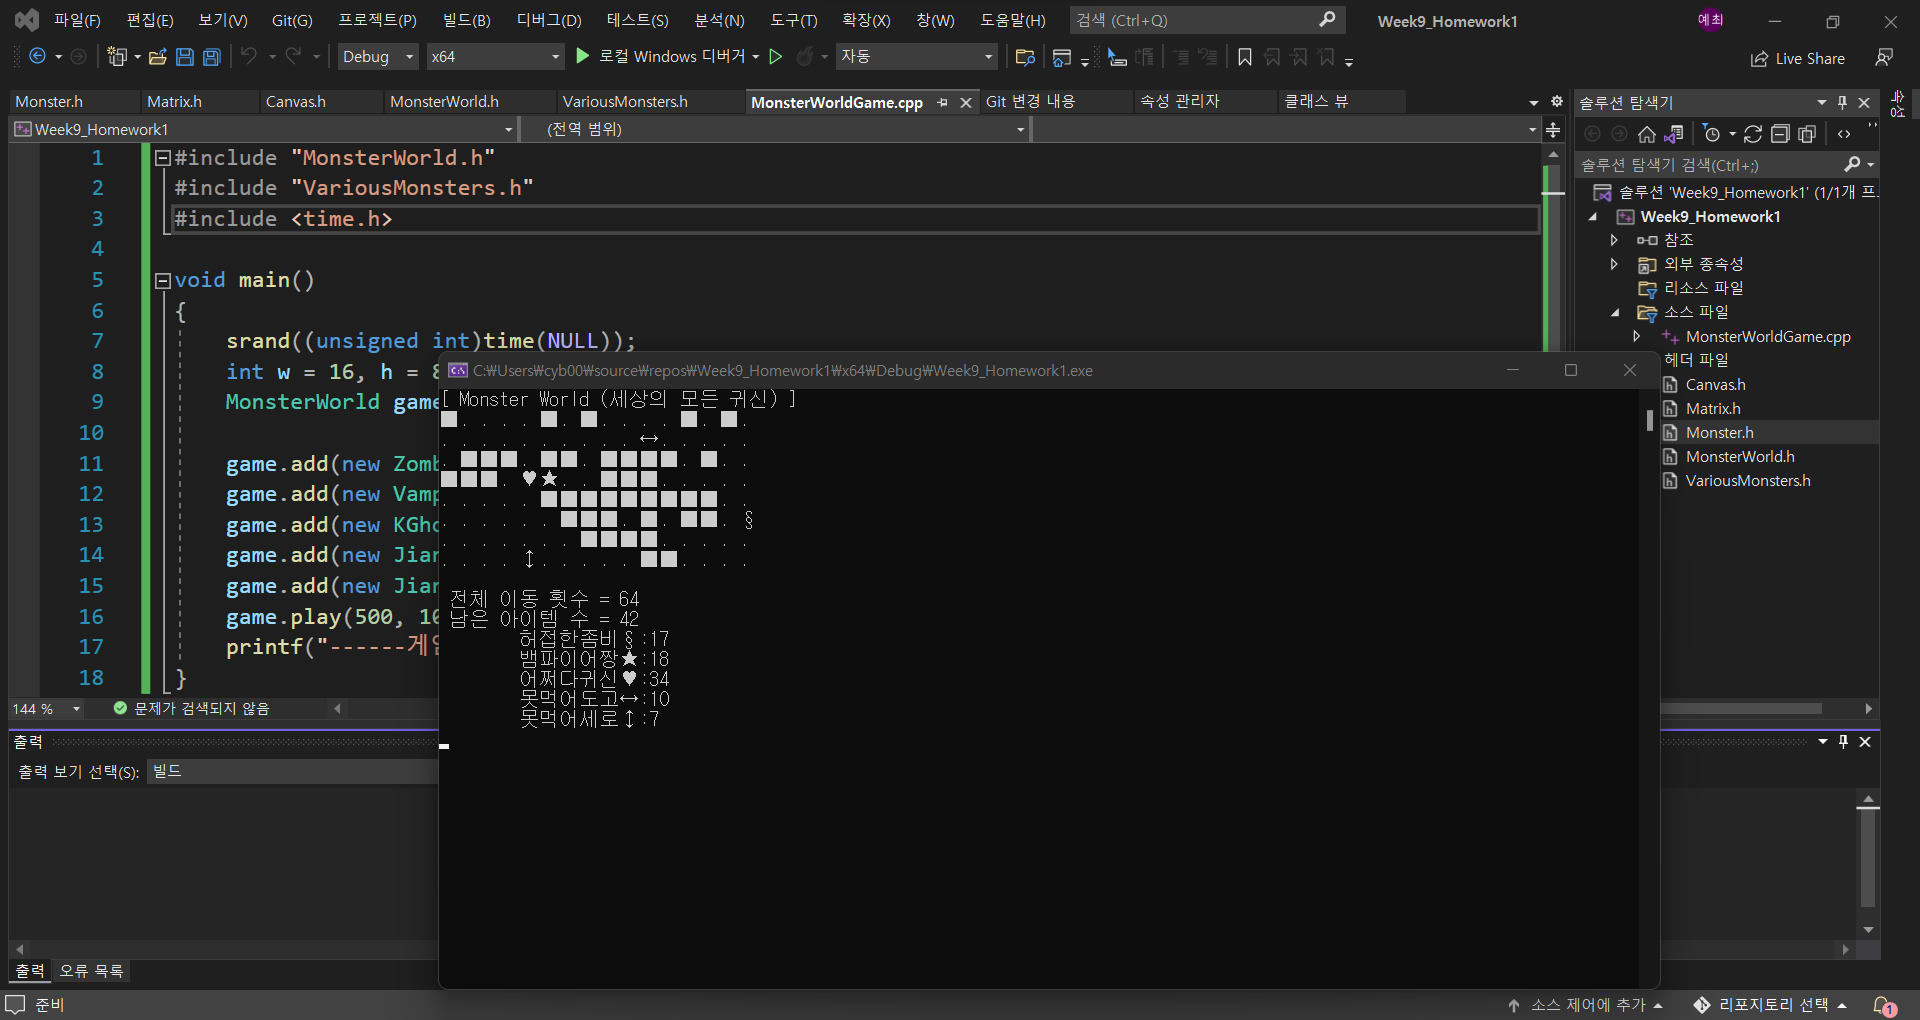 파일(F) 편집(E) 보기(V) Git(G) 프로젝트(P) 빌드(B) 디버그(D) 테스트(S) 분석(N) 도구(T) 확장(X) 창(W) 도움말(H) 검색 (Ctrl+Q) Week9_Homework1 예최
Debug x64 로컬 Windows 디버거 자동 Live Share
Monster.h Matrix.h Canvas.h MonsterWorld.h VariousMonsters.h MonsterWorldGame.cpp Git 변경 내용 속성 관리자 클래스 뷰
Week9_Homework1 (전역 범위)
1 #include "MonsterWorld.h"
2 #include "VariousMonsters.h"
3 #include <time.h>
4
5 void main()
6 {
7 srand((unsigned int)time(NULL));
8 int w = 16, h = 8
9 MonsterWorld game
10
11 game.add(new Zomb
12 game.add(new Vamp
13 game.add(new KGho
14 game.add(new Jian
15 game.add(new Jian
16 game.play(500, 10
17 printf("------게임
18 }
144 % 문제가 검색되지 않음
출력
출력 보기 선택(S): 빌드
출력 오류 목록
C:₩Users₩cyb00₩source₩repos₩Week9_Homework1₩x64₩Debug₩Week9_Homework1.exe
[ Monster World (세상의 모든 귀신) ]
■. . . . ■. ■. . . . ■. ■.
. . . . . . . . . . ↔. . . . .
. ■■■. ■■. ■■■■. ■. .
■■■. ♥★. . ■■■. . . . .
. . . . . ■■■■■■■■■. .
. . . . . . ■■■. ■. ■■. §
. . . . . . . ■■■■. . . . .
. . . . ↕. . . . . ■■. . . .
전체 이동 횟수 = 64
남은 아이템 수 = 42
허접한좀비§:17
뱀파이어짱★:18
어쩌다귀신♥:34
못먹어도고↔:10
못먹어세로↕:7
솔루션 탐색기
솔루션 탐색기 검색(Ctrl+;)
솔루션 'Week9_Homework1' (1/1개 프
Week9_Homework1
참조
외부 종속성
리소스 파일
소스 파일
MonsterWorldGame.cpp
헤더 파일
Canvas.h
Matrix.h
Monster.h
MonsterWorld.h
VariousMonsters.h
속성
준비 소스 제어에 추가 리포지토리 선택 1